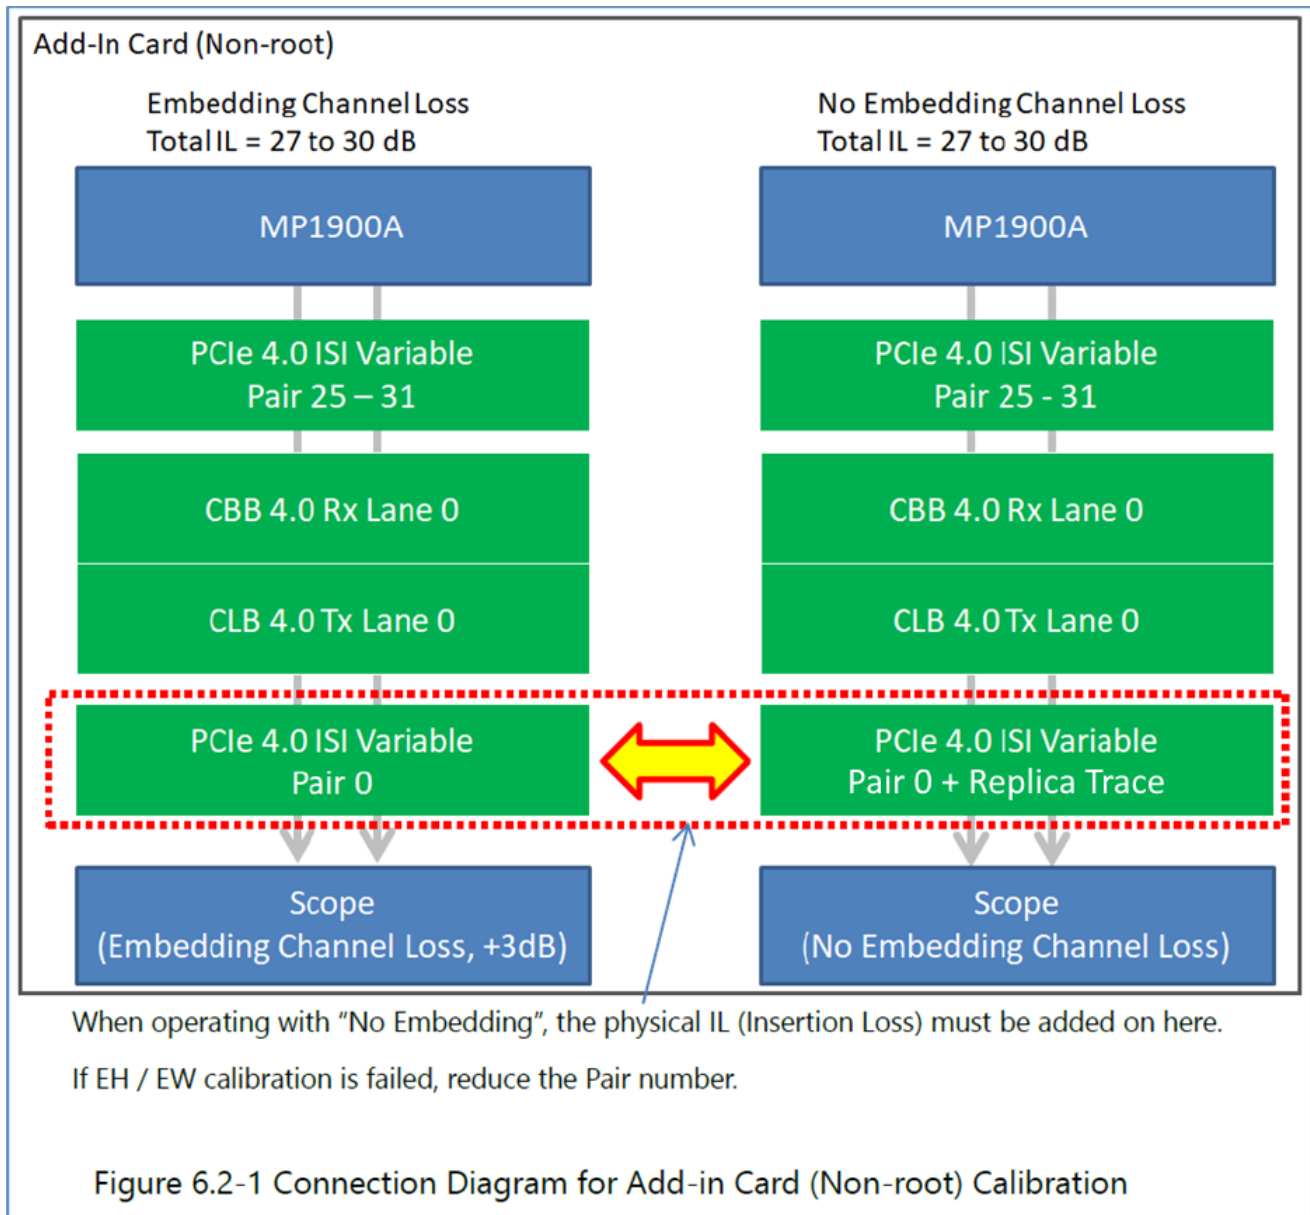 Add-In Card (Non-root)
Embedding Channel Loss
Total IL = 27 to 30 dB
No Embedding Channel Loss
Total IL = 27 to 30 dB
MP1900A
MP1900A
PCIe 4.0 ISI Variable
Pair 25 – 31
PCIe 4.0 ISI Variable
Pair 25 - 31
CBB 4.0 Rx Lane 0
CBB 4.0 Rx Lane 0
CLB 4.0 Tx Lane 0
CLB 4.0 Tx Lane 0
PCIe 4.0 ISI Variable
Pair 0
PCIe 4.0 ISI Variable
Pair 0 + Replica Trace
Scope
(Embedding Channel Loss, +3dB)
Scope
(No Embedding Channel Loss)
When operating with “No Embedding”, the physical IL (Insertion Loss) must be added on here.
If EH / EW calibration is failed, reduce the Pair number.
Figure 6.2-1 Connection Diagram for Add-in Card (Non-root) Calibration